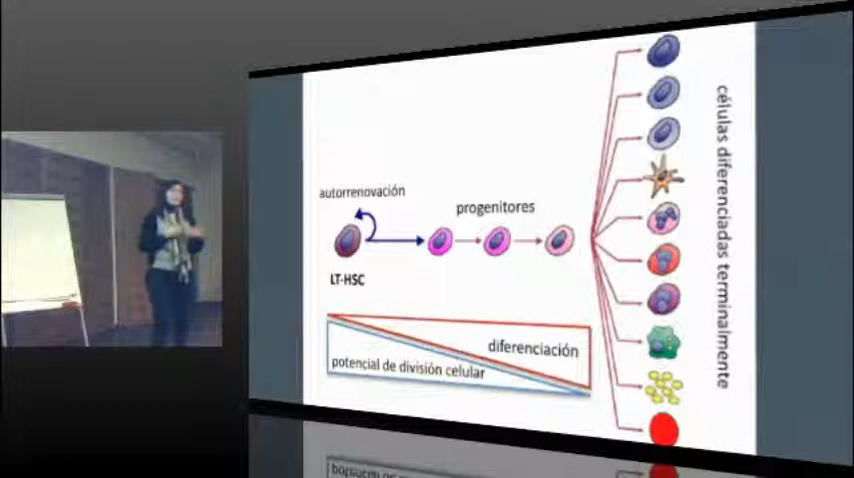 autorrenovación
progenitores
LT-HSC
diferenciación
potencial de división celular
células diferenciadas terminalmente